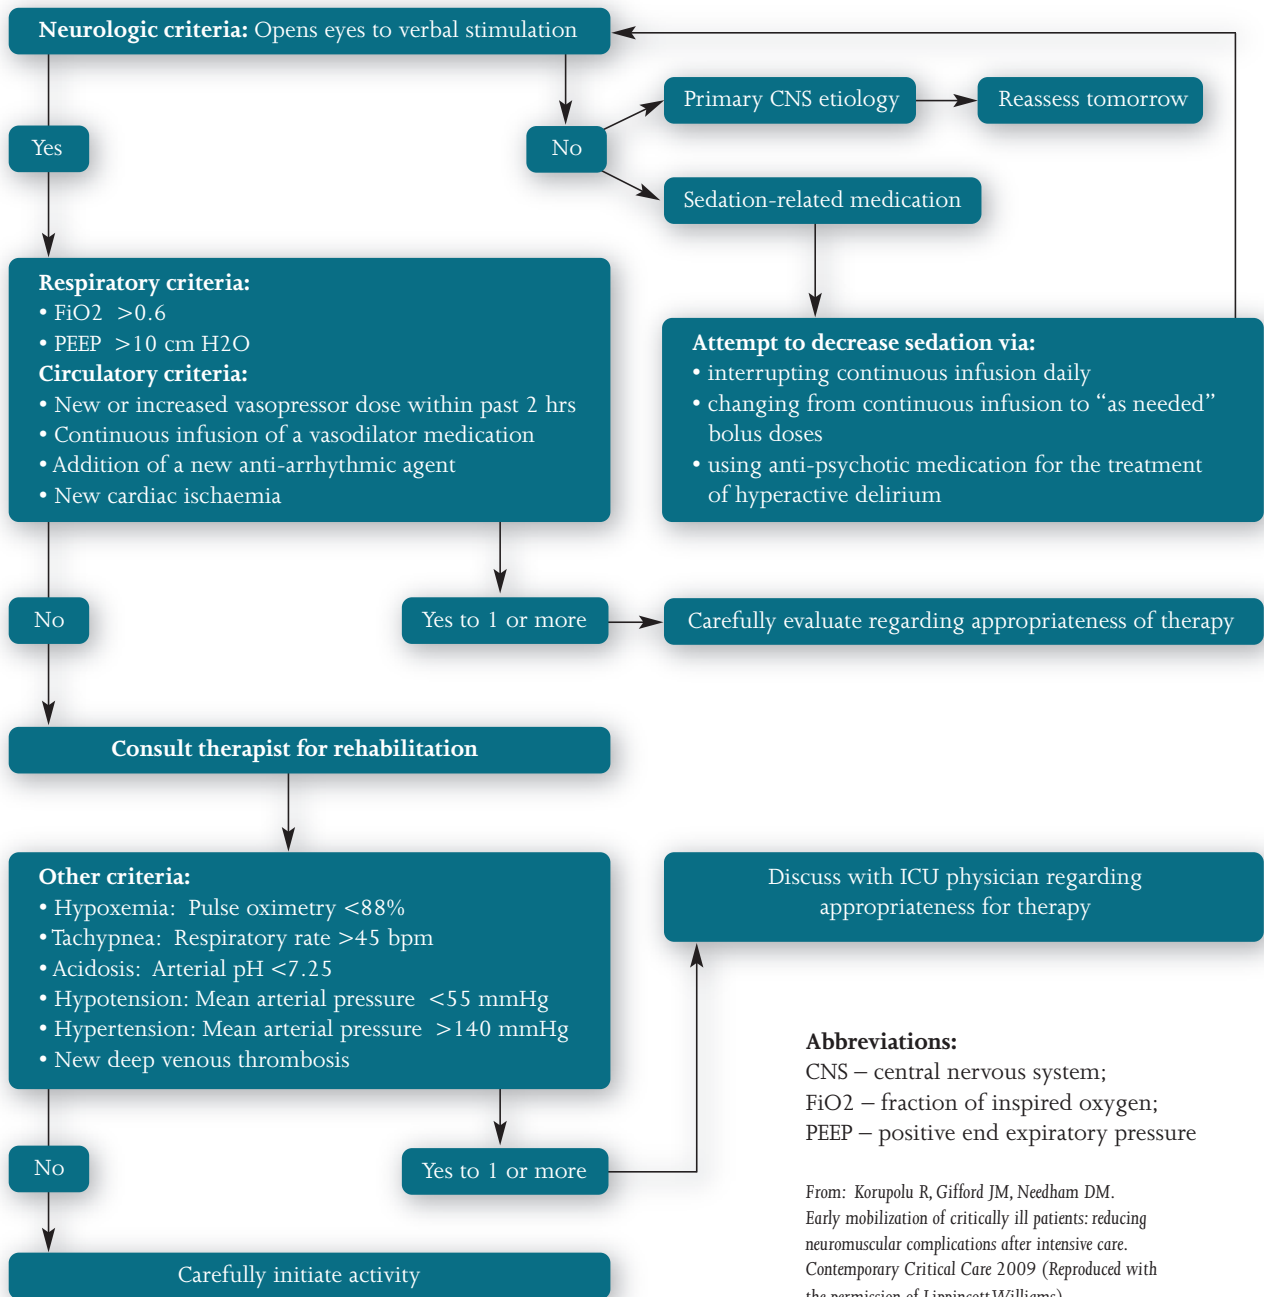 Neurologic criteria: Opens eyes to verbal stimulation
Primary CNS etiology
Reassess tomorrow
Yes
No
Sedation-related medication
Respiratory criteria:
• FiO2 >0.6
• PEEP >10 cm H2O
Circulatory criteria:
• New or increased vasopressor dose within past 2 hrs
• Continuous infusion of a vasodilator medication
• Addition of a new anti-arrhythmic agent
• New cardiac ischaemia
Attempt to decrease sedation via:
• interrupting continuous infusion daily
• changing from continuous infusion to “as needed”
bolus doses
• using anti-psychotic medication for the treatment
of hyperactive delirium
No
Yes to 1 or more
Carefully evaluate regarding appropriateness of therapy
Consult therapist for rehabilitation
Other criteria:
• Hypoxemia: Pulse oximetry <88%
• Tachypnea: Respiratory rate >45 bpm
• Acidosis: Arterial pH <7.25
• Hypotension: Mean arterial pressure <55 mmHg
• Hypertension: Mean arterial pressure >140 mmHg
• New deep venous thrombosis
Discuss with ICU physician regarding
appropriateness for therapy
No
Yes to 1 or more
Carefully initiate activity
Abbreviations:
CNS – central nervous system;
FiO2 – fraction of inspired oxygen;
PEEP – positive end expiratory pressure
From: Korupolu R, Gifford JM, Needham DM.
Early mobilization of critically ill patients: reducing
neuromuscular complications after intensive care.
Contemporary Critical Care 2009 (Reproduced with
the permission of Lippincott Williams)